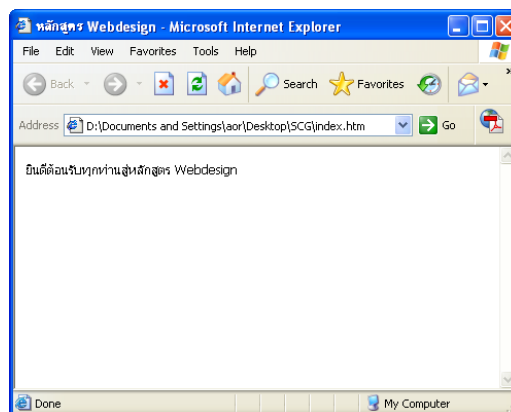 หลักสูตร Webdesign - Microsoft Internet Explorer
File Edit View Favorites Tools Help
Back Search Favorites
Address D:\Documents and Settings\aor\Desktop\SCG\index.htm Go
ยินดีต้อนรับทุกท่านสู่หลักสูตร Webdesign
Done My Computer